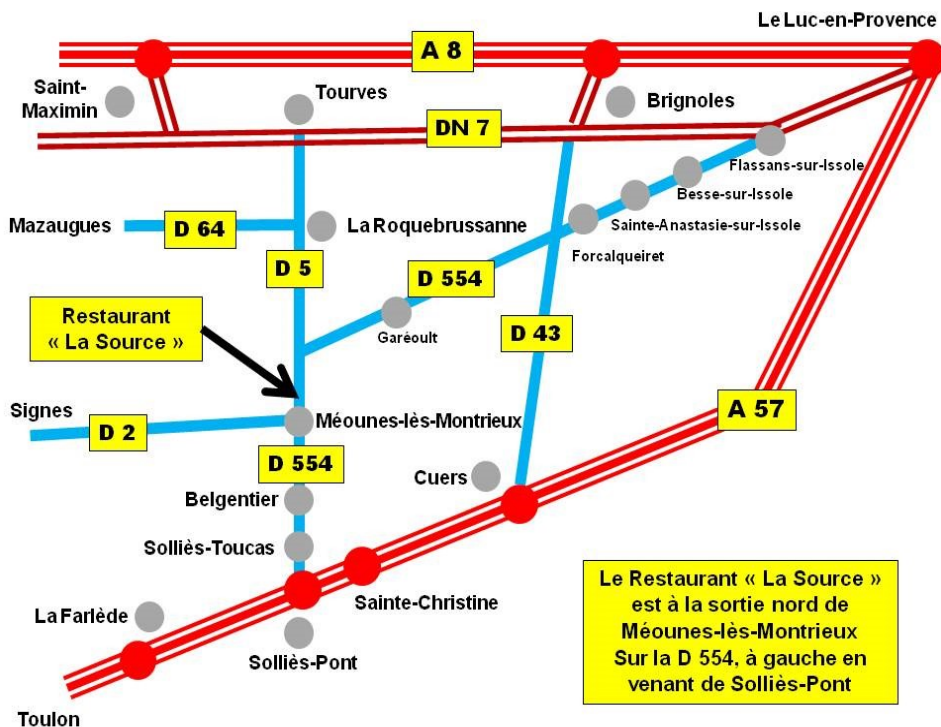 Le Luc-en-Provence
A 8
Saint-
Maximin
Tourves
Brignoles
DN 7
Flassans-sur-Issole
Besse-sur-Issole
Mazaugues
D 64
La Roquebrussanne
Sainte-Anastasie-sur-Issole
Forcalqueiret
D 5
D 554
Restaurant
« La Source »
Garéoult
D 43
Signes
D 2
Méounes-lès-Montrieux
A 57
D 554
Cuers
Belgentier
Solliès-Toucas
Sainte-Christine
La Farlède
Solliès-Pont
Toulon
Le Restaurant « La Source »
est à la sortie nord de
Méounes-lès-Montrieux
Sur la D 554, à gauche en
venant de Solliès-Pont